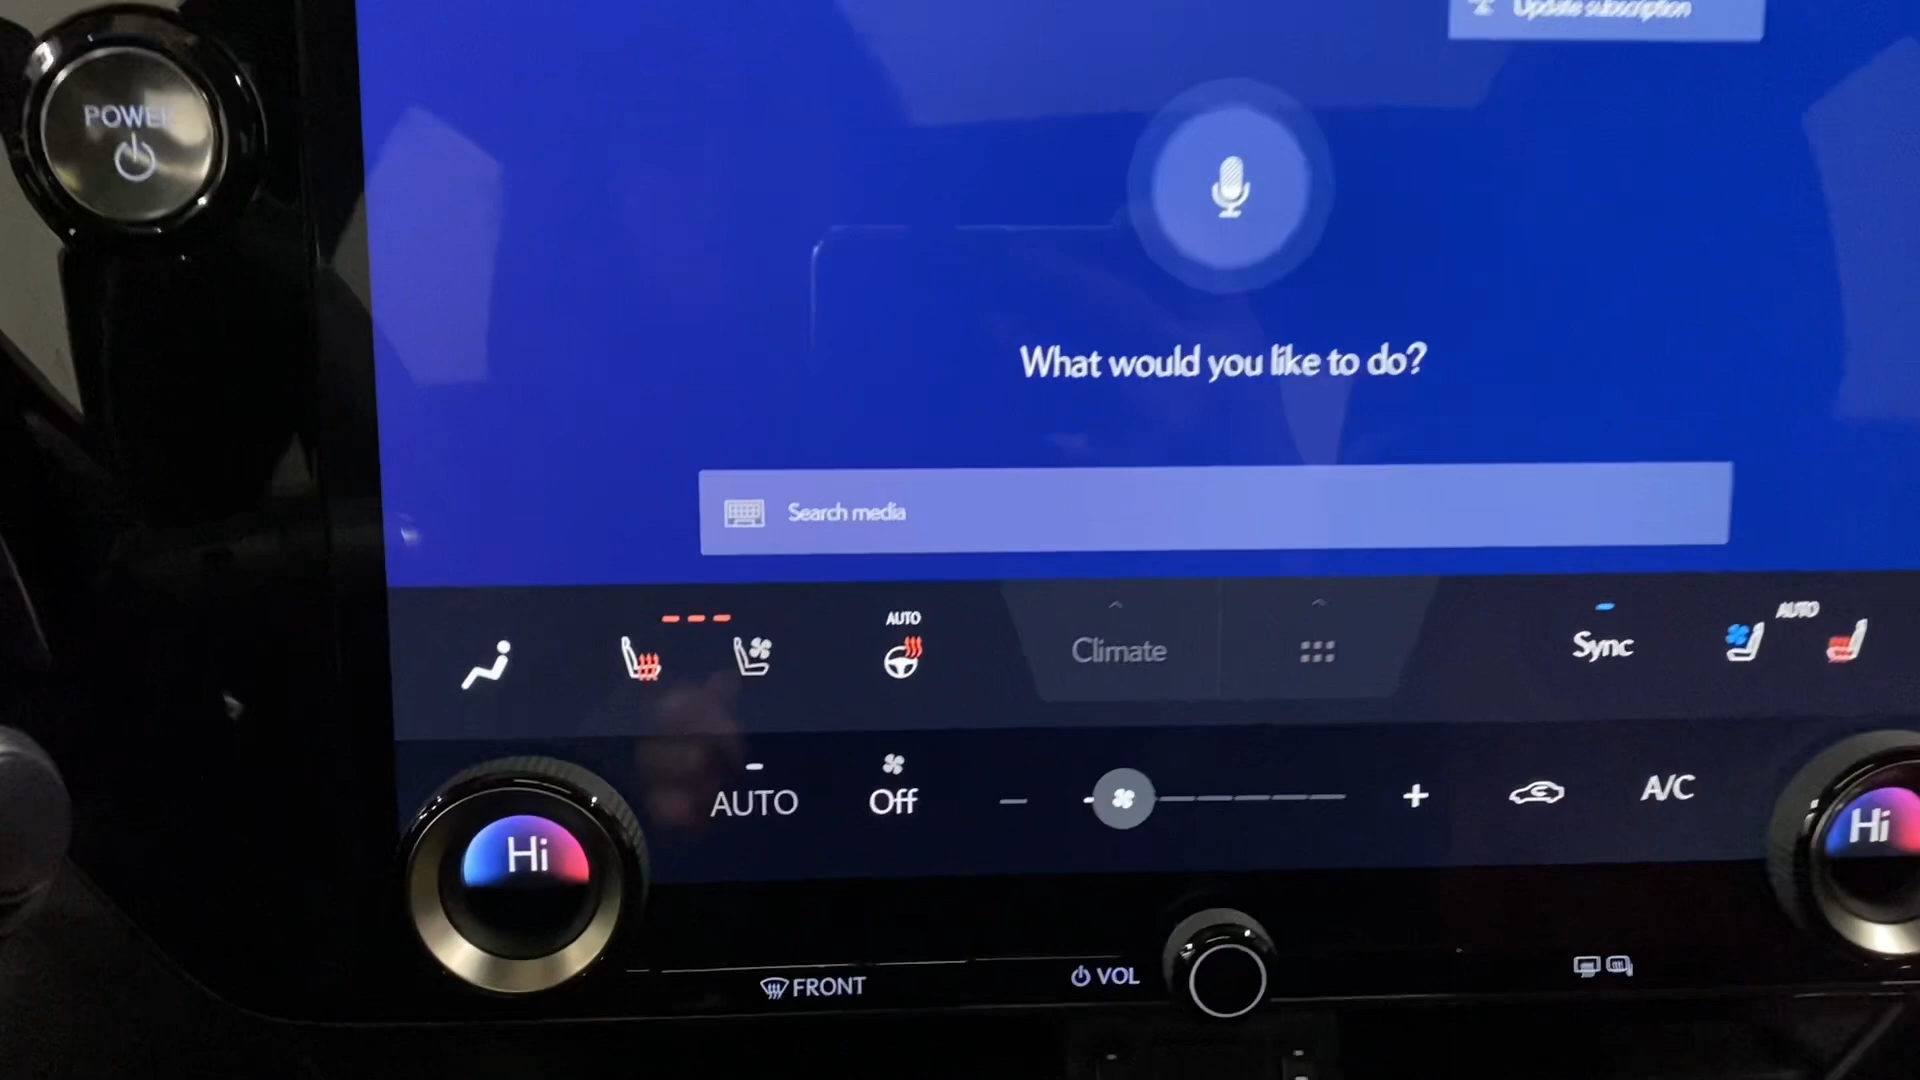 Update subscription
POWER
What would you like to do?
Search media
AUTO
Climate
Sync
AUTO
AUTO
Off
A/C
Hi
Hi
FRONT
VOL